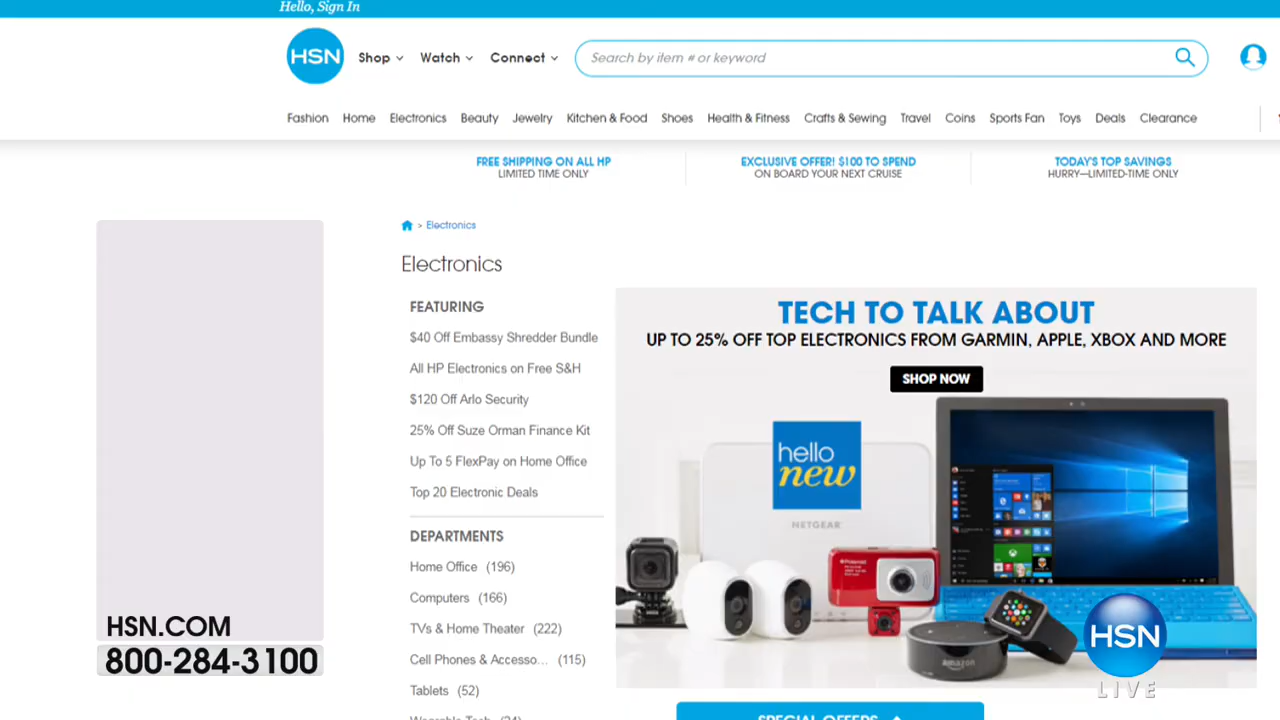 Hello, Sign In
HSN
Shop
Watch
Connect
Search by item # or keyword
Fashion
Home
Electronics
Beauty
Jewelry
Kitchen & Food
Shoes
Health & Fitness
Crafts & Sewing
Travel
Coins
Sports Fan
Toys
Deals
Clearance
FREE SHIPPING ON ALL HP
LIMITED TIME ONLY
EXCLUSIVE OFFER! $100 TO SPEND
ON BOARD YOUR NEXT CRUISE
TODAY'S TOP SAVINGS
HURRY—LIMITED-TIME ONLY
> Electronics
Electronics
FEATURING
$40 Off Embassy Shredder Bundle
All HP Electronics on Free S&H
$120 Off Arlo Security
25% Off Suze Orman Finance Kit
Up To 5 FlexPay on Home Office
Top 20 Electronic Deals
DEPARTMENTS
Home Office (196)
Computers (166)
TVs & Home Theater (222)
Cell Phones & Accesso... (115)
Tablets (52)
TECH TO TALK ABOUT
UP TO 25% OFF TOP ELECTRONICS FROM GARMIN, APPLE, XBOX AND MORE
SHOP NOW
hello
new
NETGEAR
Polaroid
amazon
SPECIAL OFFERS
HSN.COM
800-284-3100
HSN
LIVE